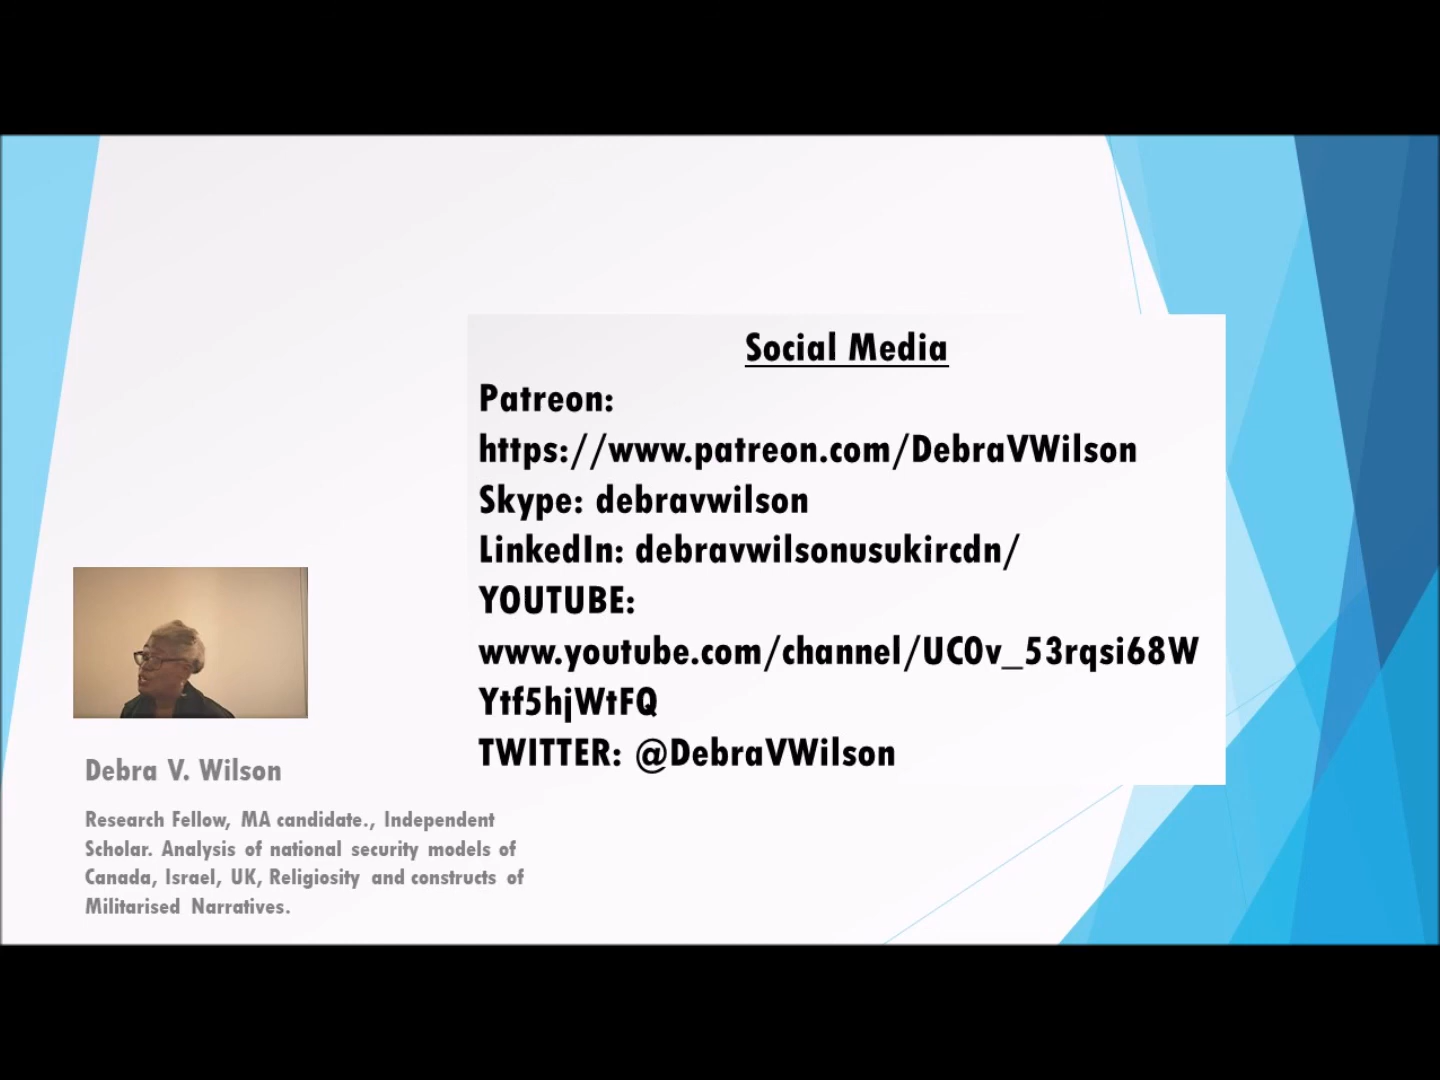 Social Media
Patreon:
https://www.patreon.com/DebraVWilson
Skype: debravwilson
LinkedIn: debravwilsonusukircdn/
YOUTUBE:
www.youtube.com/channel/UC0v_53rqsi68W
Ytf5hjWtFQ
TWITTER: @DebraVWilson
Debra V. Wilson
Research Fellow, MA candidate., Independent
Scholar. Analysis of national security models of
Canada, Israel, UK, Religiosity and constructs of
Militarised Narratives.